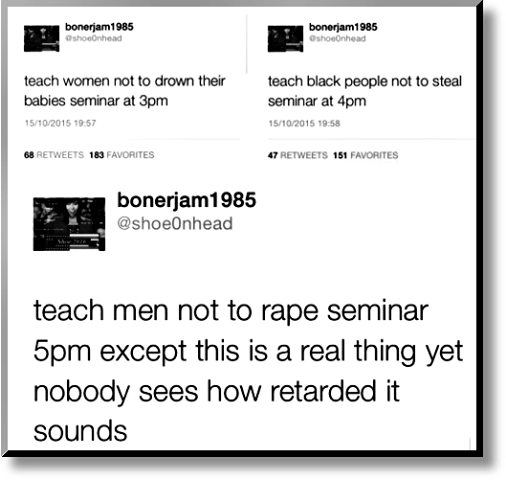 bonerjam1985
@shoe0nhead
teach women not to drown their
babies seminar at 3pm
15/10/2015 19:57
68 RETWEETS 183 FAVORITES
bonerjam1985
@shoe0nhead
teach black people not to steal
seminar at 4pm
15/10/2015 19:58
47 RETWEETS 151 FAVORITES
bonerjam1985
@shoe0nhead
teach men not to rape seminar
5pm except this is a real thing yet
nobody sees how retarded it
sounds